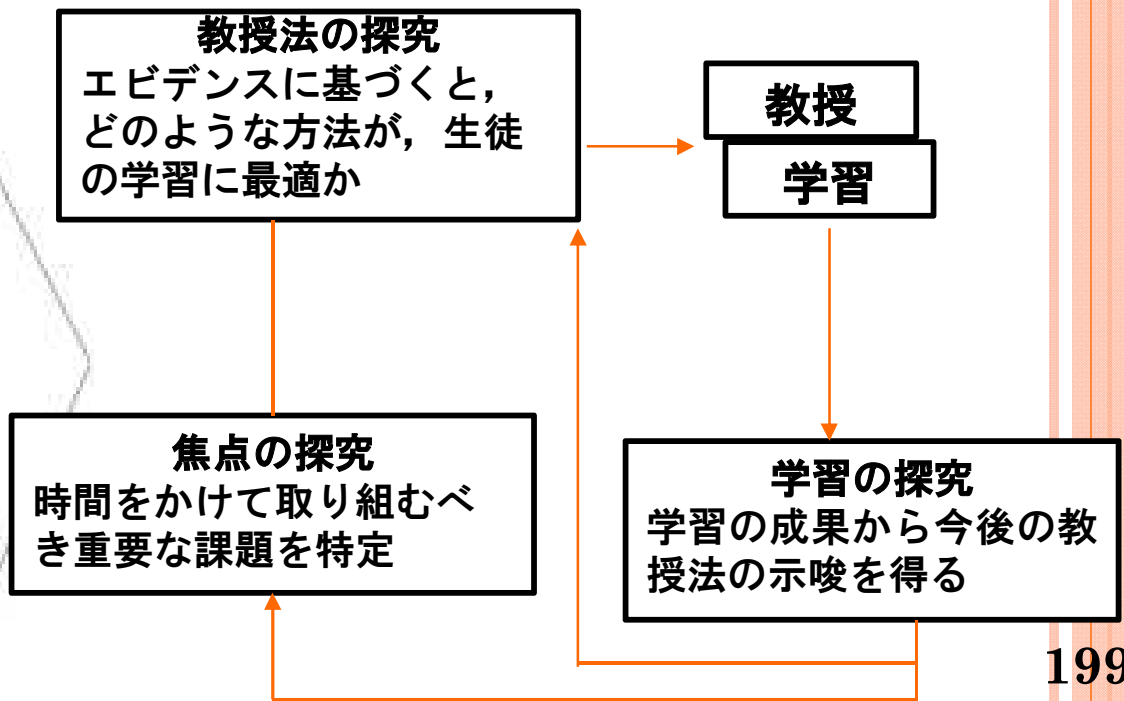 教授法の探究
エビデンスに基づくと，
どのような方法が，生徒
の学習に最適か
教授
学習
焦点の探究
時間をかけて取り組むべ
き重要な課題を特定
学習の探究
学習の成果から今後の教
授法の示唆を得る
199